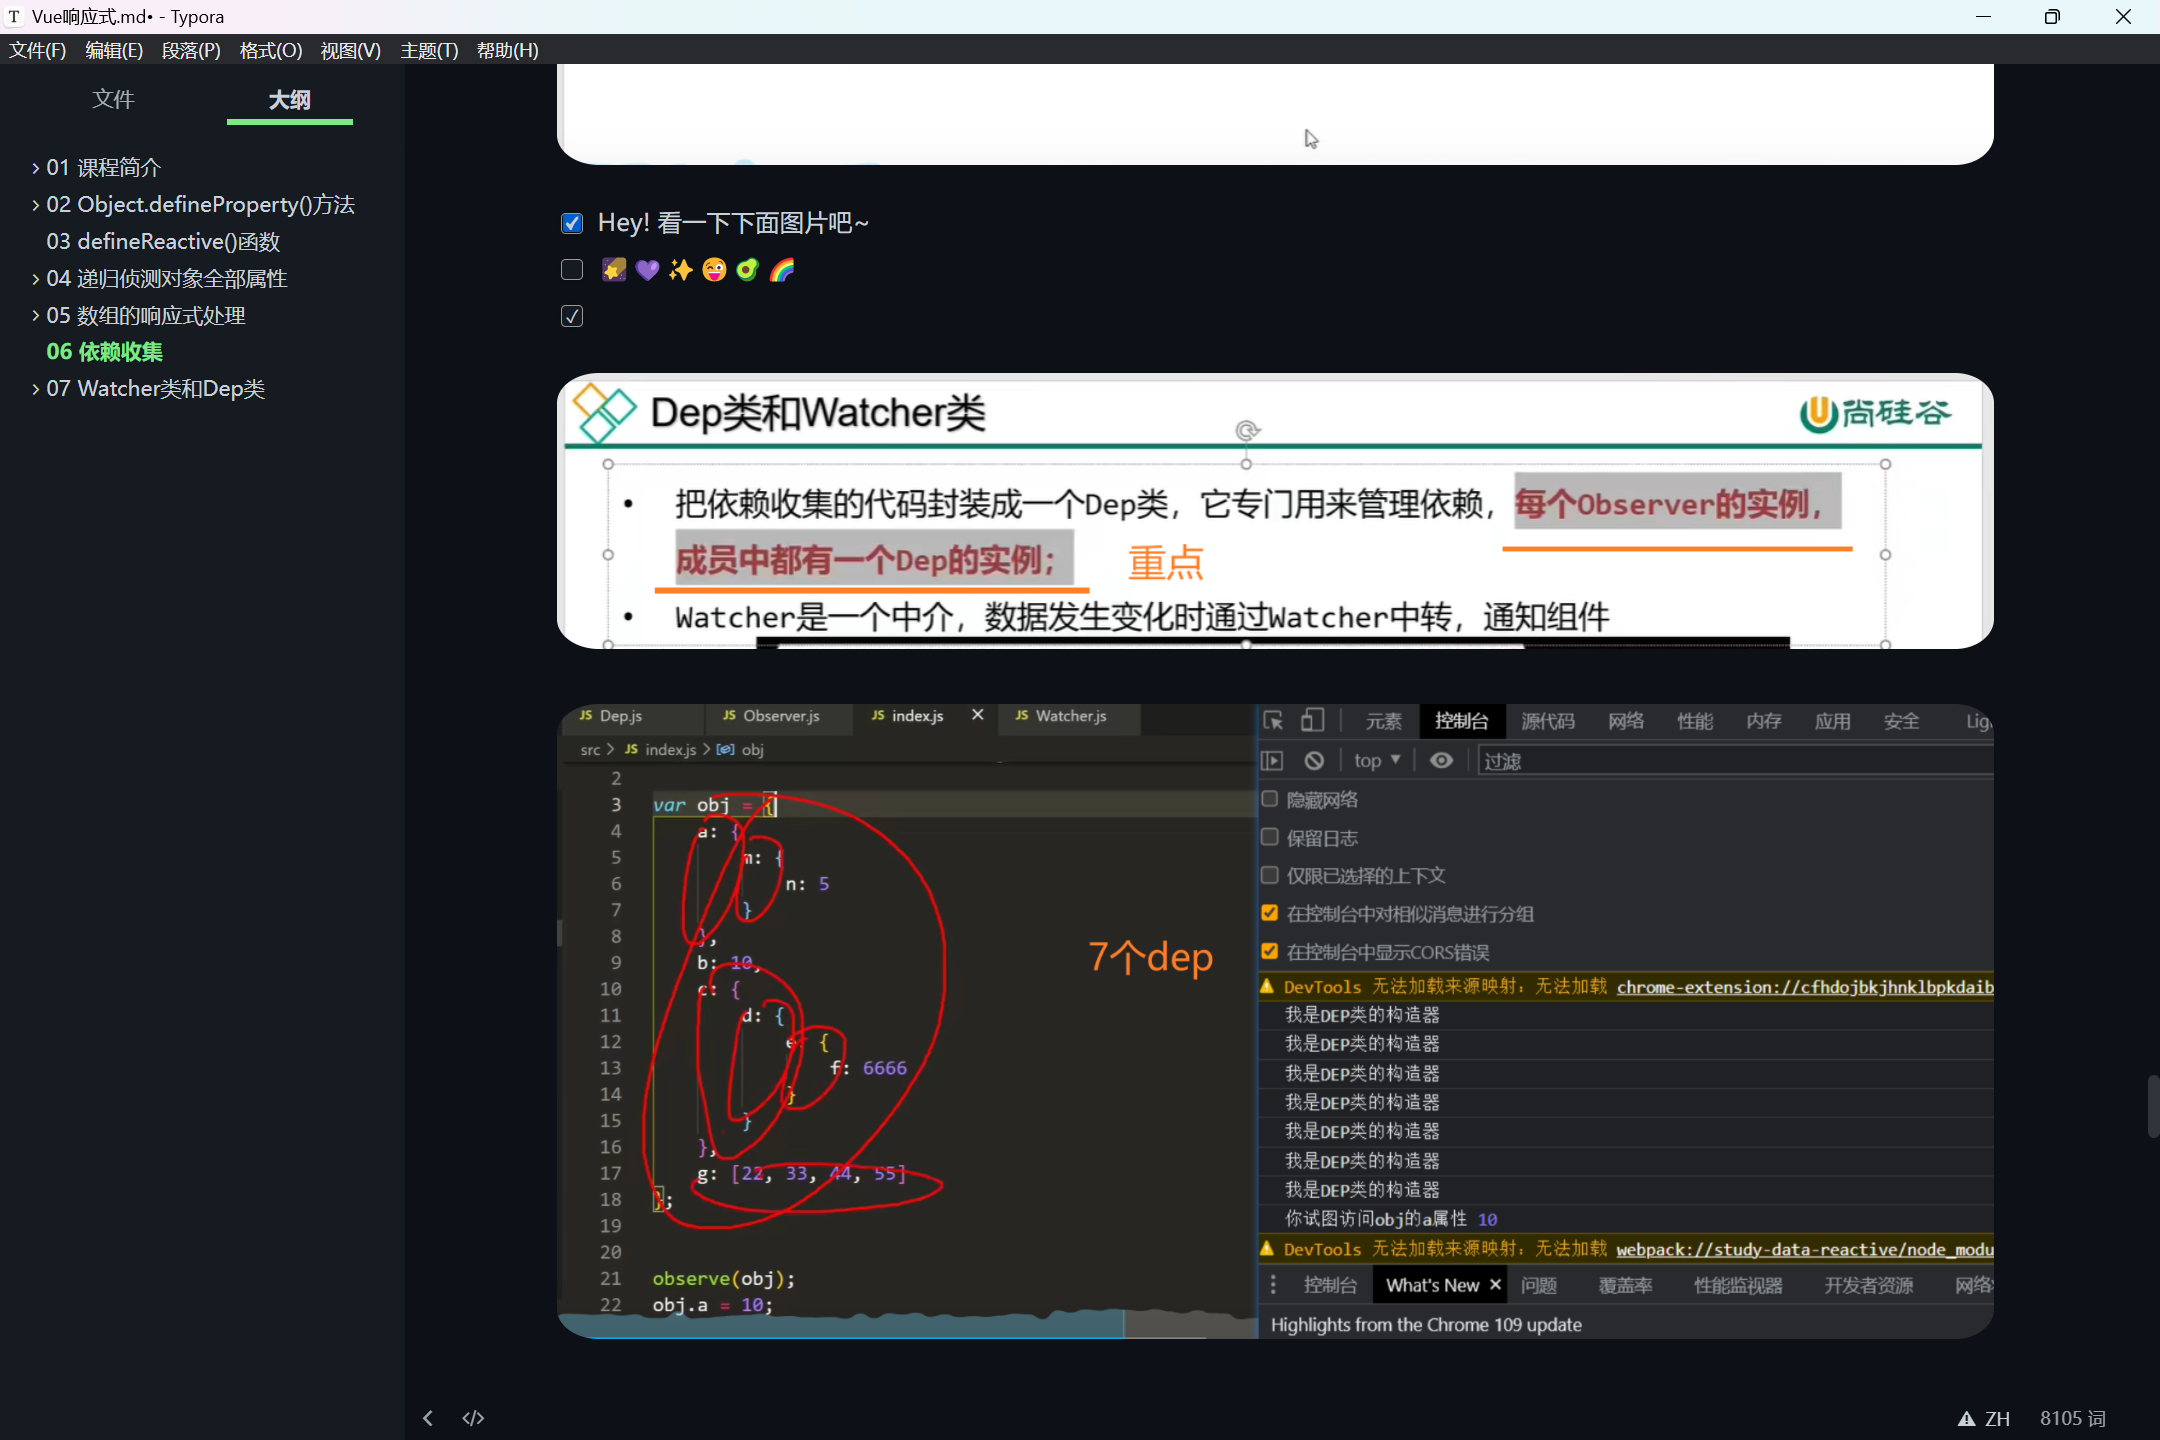 Vue响应式.md• - Typora
文件(F) 编辑(E) 段落(P) 格式(O) 视图(V) 主题(T) 帮助(H)
文件 大纲
01 课程简介
02 Object.defineProperty()方法
03 defineReactive()函数
04 递归侦测对象全部属性
05 数组的响应式处理
06 依赖收集
07 Watcher类和Dep类
Hey! 看一下下面图片吧~
Dep类和Watcher类
尚硅谷
• 把依赖收集的代码封装成一个Dep类，它专门用来管理依赖，每个Observer的实例，
成员中都有一个Dep的实例；
重点
• Watcher是一个中介，数据发生变化时通过Watcher中转，通知组件
JS Dep.js JS Observer.js JS index.js × JS Watcher.js
src > JS index.js > obj
2
3 var obj = {
4 a: {
5 m: {
6 n: 5
7 }
8 },
9 b: 10,
10 c: {
11 d: {
12 e: {
13 f: 6666
14 }
15 }
16 },
17 g: [22, 33, 44, 55]
18 };
19
20
21 observe(obj);
22 obj.a = 10;
7个dep
元素 控制台 源代码 网络 性能 内存 应用 安全
top 过滤
隐藏网络
保留日志
仅限已选择的上下文
在控制台中对相似消息进行分组
在控制台中显示CORS错误
DevTools 无法加载来源映射：无法加载 chrome-extension://cfhdojbkjhnklbpkdaib
我是DEP类的构造器
我是DEP类的构造器
我是DEP类的构造器
我是DEP类的构造器
我是DEP类的构造器
我是DEP类的构造器
我是DEP类的构造器
你试图访问obj的a属性 10
DevTools 无法加载来源映射：无法加载 webpack://study-data-reactive/node_modu
控制台 What's New × 问题 覆盖率 性能监视器 开发者资源 网络
Highlights from the Chrome 109 update
</> ZH 8105 词